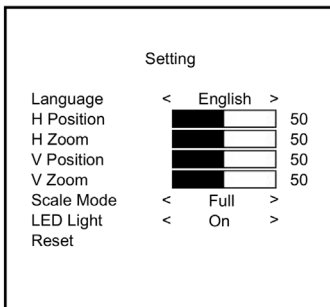 Setting
Language < English >
H Position 50
H Zoom 50
V Position 50
V Zoom 50
Scale Mode < Full >
LED Light < On >
Reset